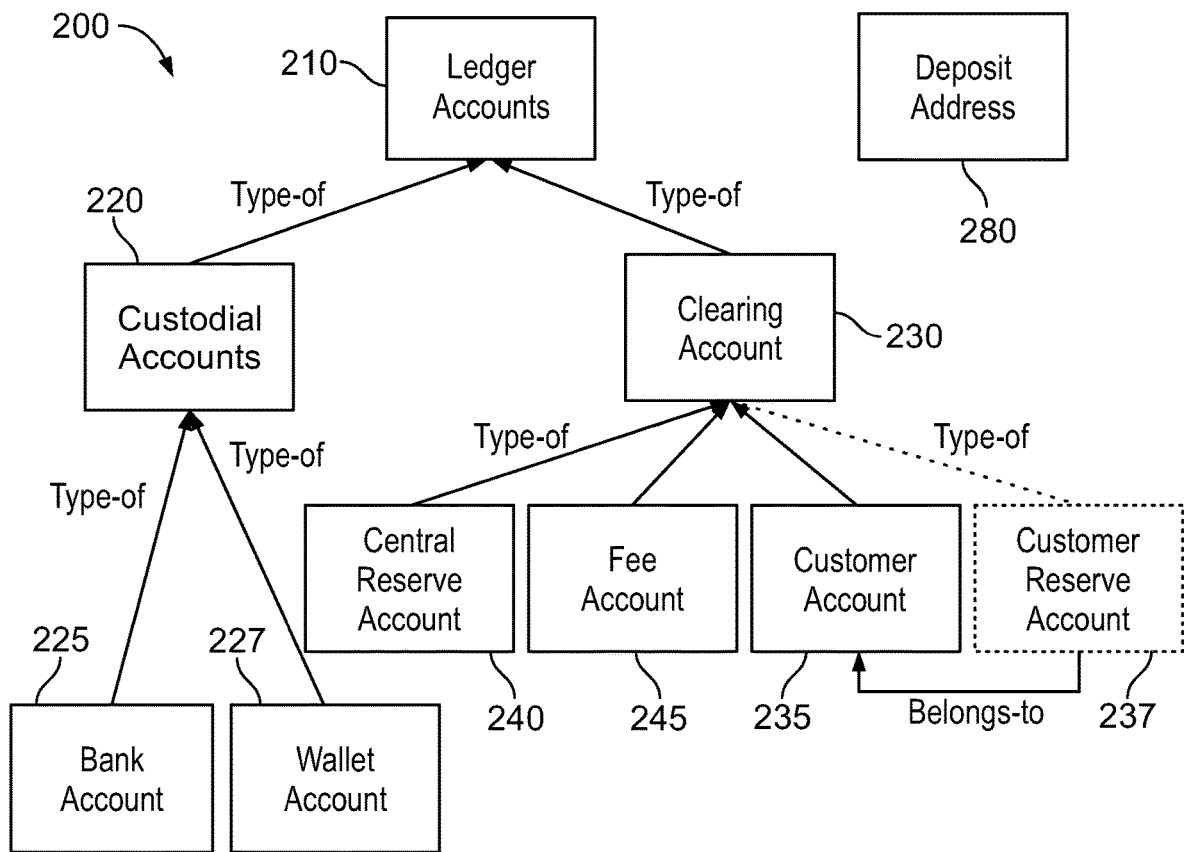 200
210
Ledger
Accounts
Deposit
Address
280
220
Type-of
Type-of
Custodial
Accounts
Clearing
Account
230
Type-of
Type-of
Type-of
Type-of
Central
Reserve
Account
Fee
Account
Customer
Account
Customer
Reserve
Account
225
227
240
245
235
Belongs-to
237
Bank
Account
Wallet
Account